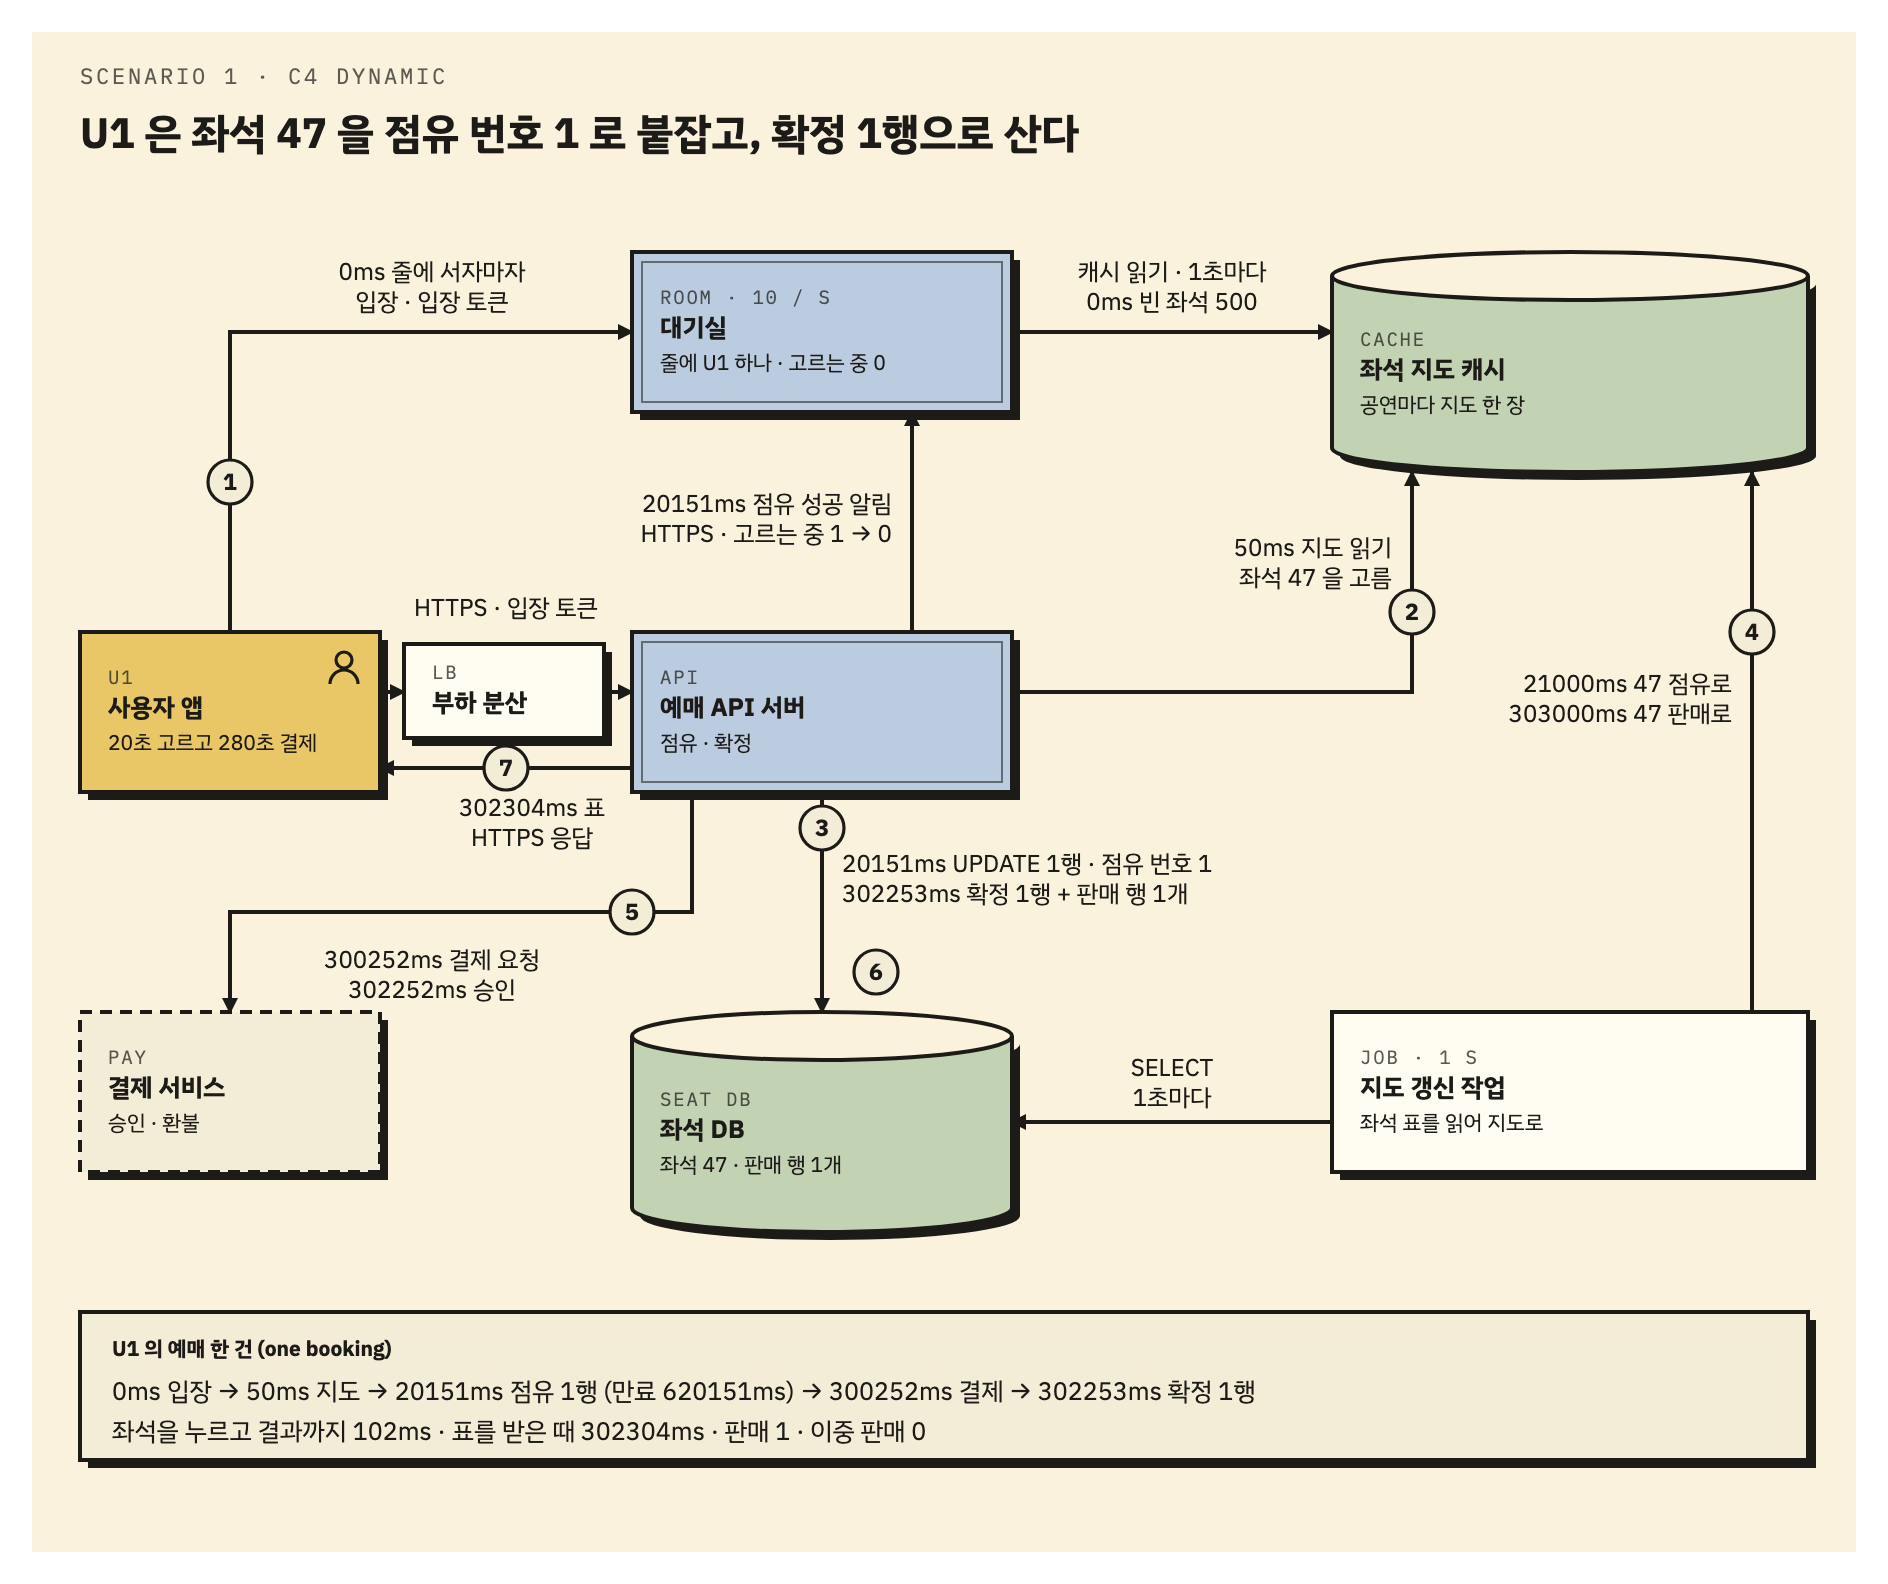 SCENARIO 1 · C4 DYNAMIC
U1 은 좌석 47 을 점유 번호 1 로 붙잡고, 확정 1행으로 산다
0ms 줄에 서자마자
입장 · 입장 토큰
ROOM · 10 / S
대기실
줄에 U1 하나 · 고르는 중 0
캐시 읽기 · 1초마다
0ms 빈 좌석 500
CACHE
좌석 지도 캐시
공연마다 지도 한 장
1
20151ms 점유 성공 알림
HTTPS · 고르는 중 1 → 0
50ms 지도 읽기
좌석 47 을 고름
2
4
21000ms 47 점유로
303000ms 47 판매로
HTTPS · 입장 토큰
U1
사용자 앱
20초 고르고 280초 결제
LB
부하 분산
API
예매 API 서버
점유 · 확정
7
302304ms 표
HTTPS 응답
3
20151ms UPDATE 1행 · 점유 번호 1
302253ms 확정 1행 + 판매 행 1개
5
300252ms 결제 요청
302252ms 승인
6
PAY
결제 서비스
승인 · 환불
SEAT DB
좌석 DB
좌석 47 · 판매 행 1개
SELECT
1초마다
JOB · 1 S
지도 갱신 작업
좌석 표를 읽어 지도로
U1 의 예매 한 건 (one booking)
0ms 입장 → 50ms 지도 → 20151ms 점유 1행 (만료 620151ms) → 300252ms 결제 → 302253ms 확정 1행
좌석을 누르고 결과까지 102ms · 표를 받은 때 302304ms · 판매 1 · 이중 판매 0